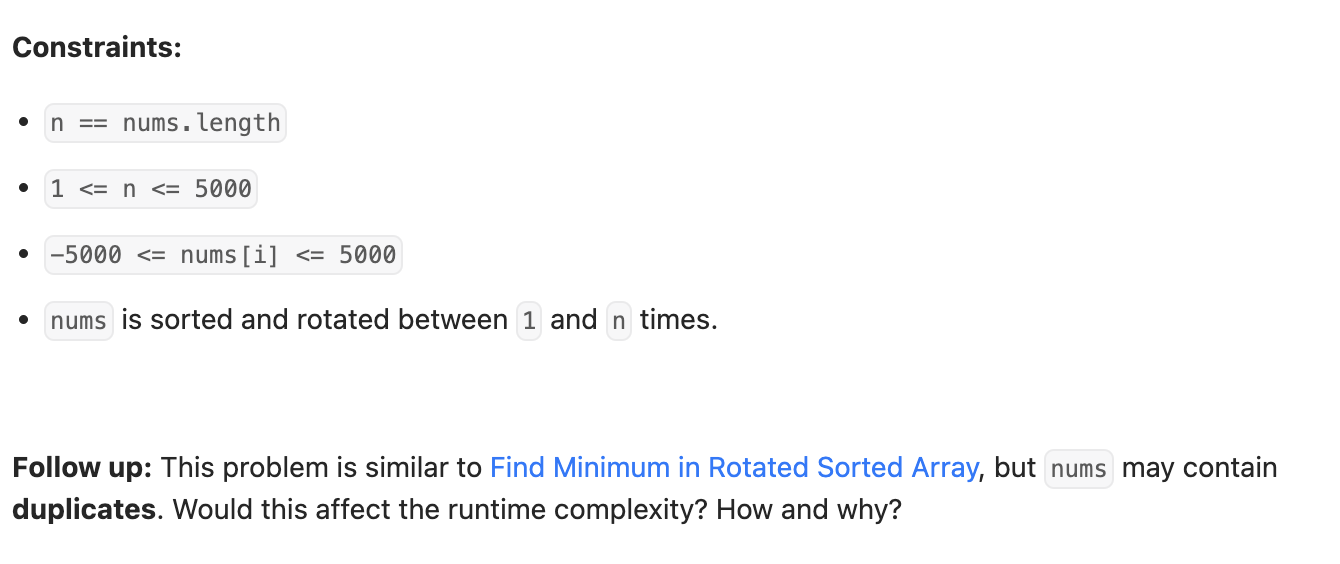 Constraints:
• n == nums.length
• 1 <= n <= 5000
• -5000 <= nums[i] <= 5000
• nums is sorted and rotated between 1 and n times.
Follow up: This problem is similar to Find Minimum in Rotated Sorted Array, but nums may contain
duplicates. Would this affect the runtime complexity? How and why?